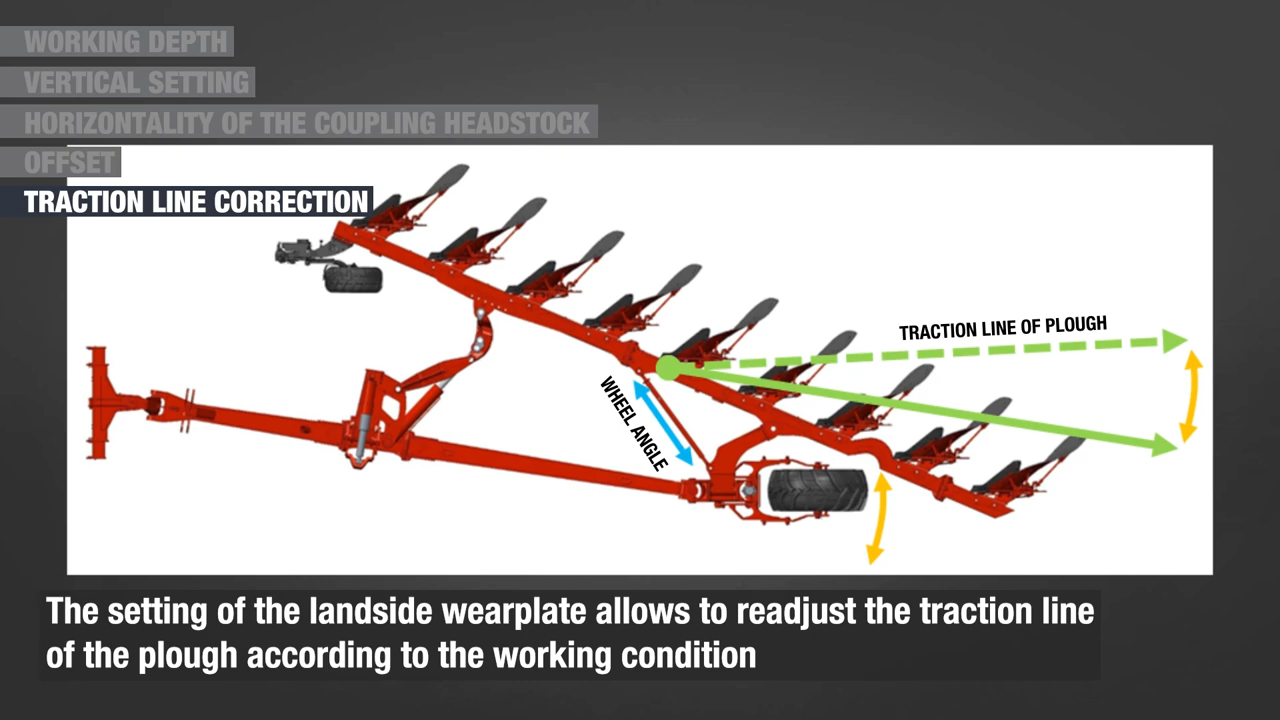 WORKING DEPTH
VERTICAL SETTING
HORIZONTALITY OF THE COUPLING HEADSTOCK
OFFSET
TRACTION LINE CORRECTION
TRACTION LINE OF PLOUGH
WHEEL ANGLE
The setting of the landside wearplate allows to readjust the traction line
of the plough according to the working condition